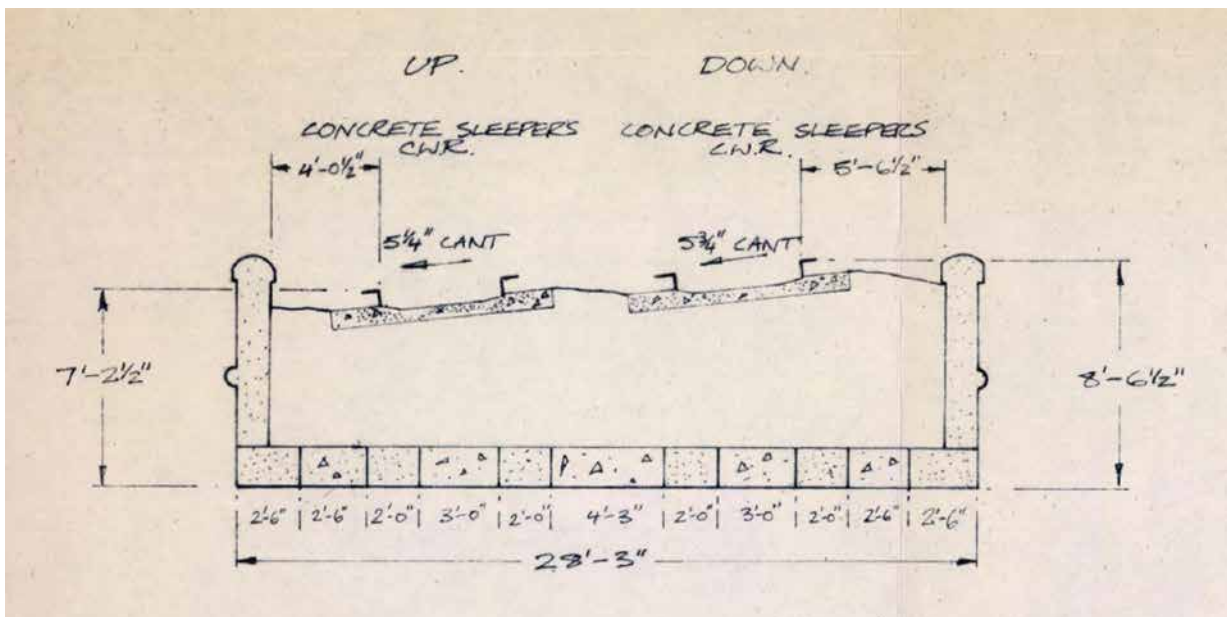 UP. DOWN.
CONCRETE SLEEPERS CONCRETE SLEEPERS
C.W.R. C.W.R.
4'-0½" 5'-6½"
5¼" CANT 5¾" CANT
7'-2½" 8'-6½"
2'-6" 2'-6" 2'-0" 3'-0" 2'-0" 4'-3" 2'-0" 3'-0" 2'-0" 2'-6" 2'-6"
28'-3"